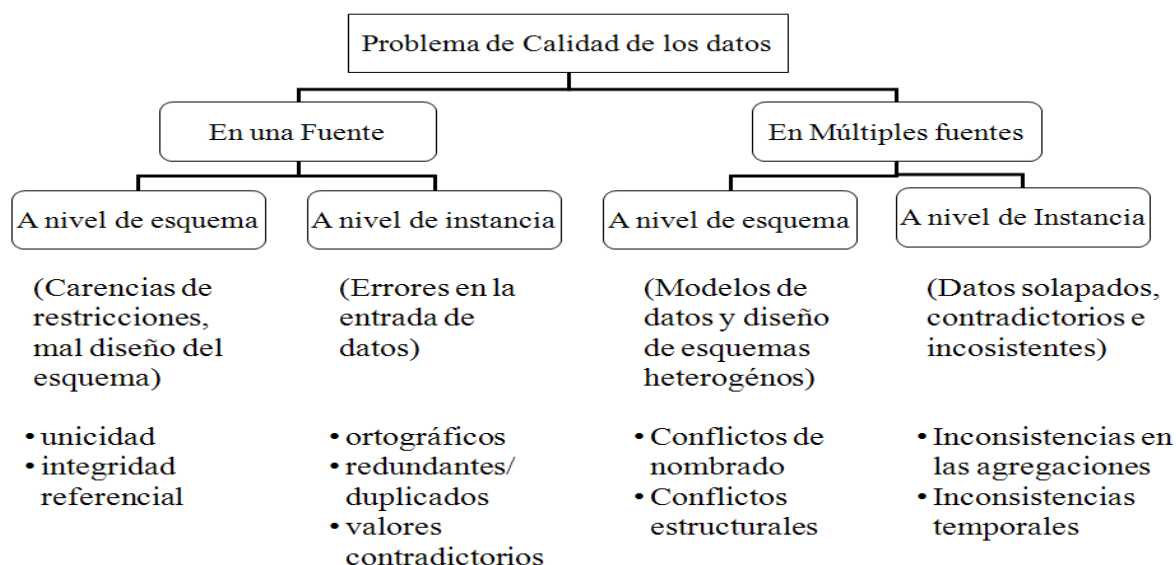 Problema de Calidad de los datos
En una Fuente
En Múltiples fuentes
A nivel de esquema
A nivel de instancia
A nivel de esquema
A nivel de Instancia
(Carencias de
restricciones,
mal diseño del
esquema)
• unicidad
• integridad
referencial
(Errores en la
entrada de
datos)
• ortográficos
• redundantes/
duplicados
• valores
contradictorios
(Modelos de
datos y diseño
de esquemas
heterogénos)
• Conflictos de
nombrado
• Conflictos
estructurales
(Datos solapados,
contradictorios e
incosistentes)
• Inconsistencias en
las agregaciones
• Inconsistencias
temporales